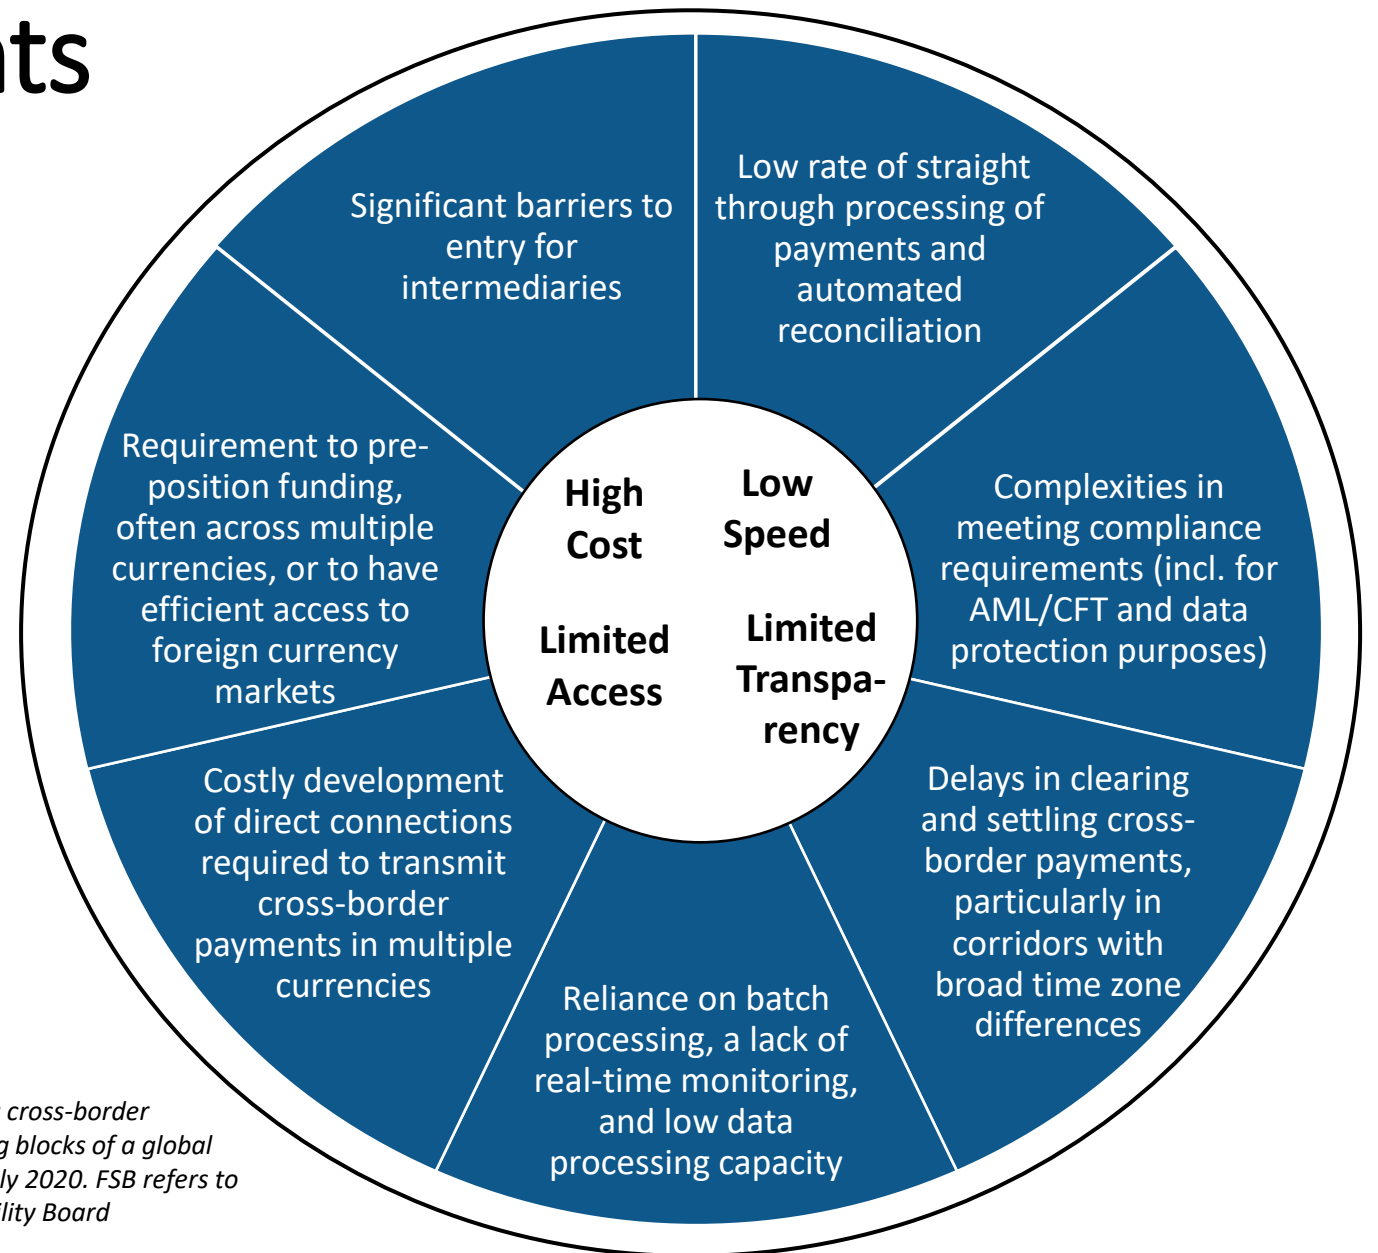 nts
Significant barriers to
entry for
intermediaries
Low rate of straight
through processing of
payments and
automated
reconciliation
Complexities in
meeting compliance
requirements (incl. for
AML/CFT and data
protection purposes)
Delays in clearing
and settling cross-
border payments,
particularly in
corridors with
broad time zone
differences
Reliance on batch
processing, a lack of
real-time monitoring,
and low data
processing capacity
Costly development
of direct connections
required to transmit
cross-border
payments in multiple
currencies
Requirement to pre-
position funding,
often across multiple
currencies, or to have
efficient access to
foreign currency
markets
High
Cost
Low
Speed
Limited
Access
Limited
Transpa-
rency
cross-border
g blocks of a global
ly 2020. FSB refers to
ility Board